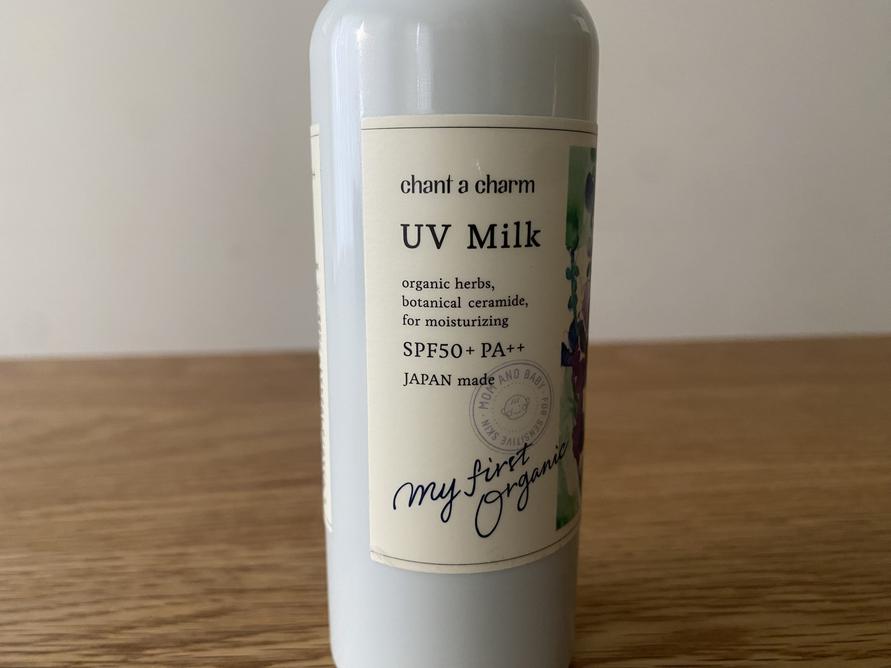 chant a charm
UV Milk
organic herbs,
botanical ceramide,
for moisturizing
SPF50+ PA++
JAPAN made
MOM AND BABY · FOR SENSITIVE SKIN ·
my first
Organic